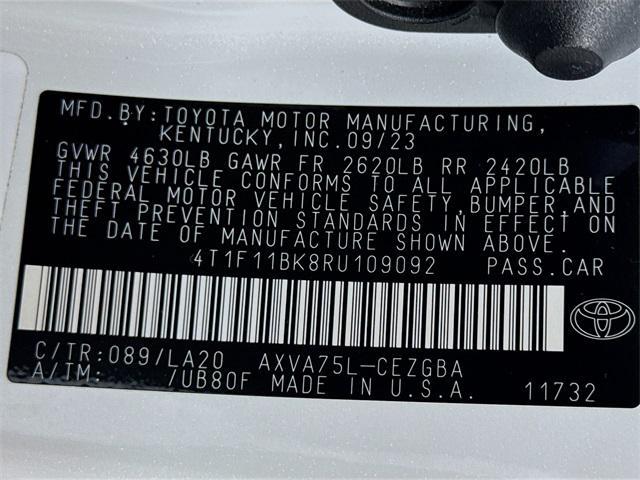 MFD.BY:TOYOTA MOTOR MANUFACTURING,
KENTUCKY,INC.09/23
GVWR 4630LB GAWR FR 2620LB RR 2420LB
THIS VEHICLE CONFORMS TO ALL APPLICABLE
FEDERAL MOTOR VEHICLE SAFETY,BUMPER,AND
THEFT PREVENTION STANDARDS IN EFFECT ON
THE DATE OF MANUFACTURE SHOWN ABOVE.
4T1F11BK8RU109092 PASS.CAR
C/TR:089/LA20 AXVA75L-CEZGBA
A/TM: /UB80F MADE IN U.S.A. 11732